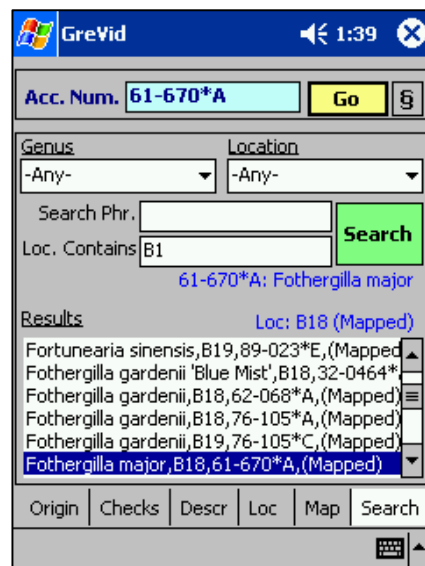 GreVid 1:39
Acc. Num. 61-670*A Go §
Genus Location
-Any- -Any-
Search Phr.
Search
Loc. Contains B1
61-670*A: Fothergilla major
Results Loc: B18 (Mapped)
Fortunearia sinensis,B19,89-023*E,(Mapped
Fothergilla gardenii 'Blue Mist',B18,32-0464*
Fothergilla gardenii,B18,62-068*A,(Mapped)
Fothergilla gardenii,B18,76-105*A,(Mapped)
Fothergilla gardenii,B19,76-105*C,(Mapped)
Fothergilla major,B18,61-670*A,(Mapped)
Origin Checks Descr Loc Map Search